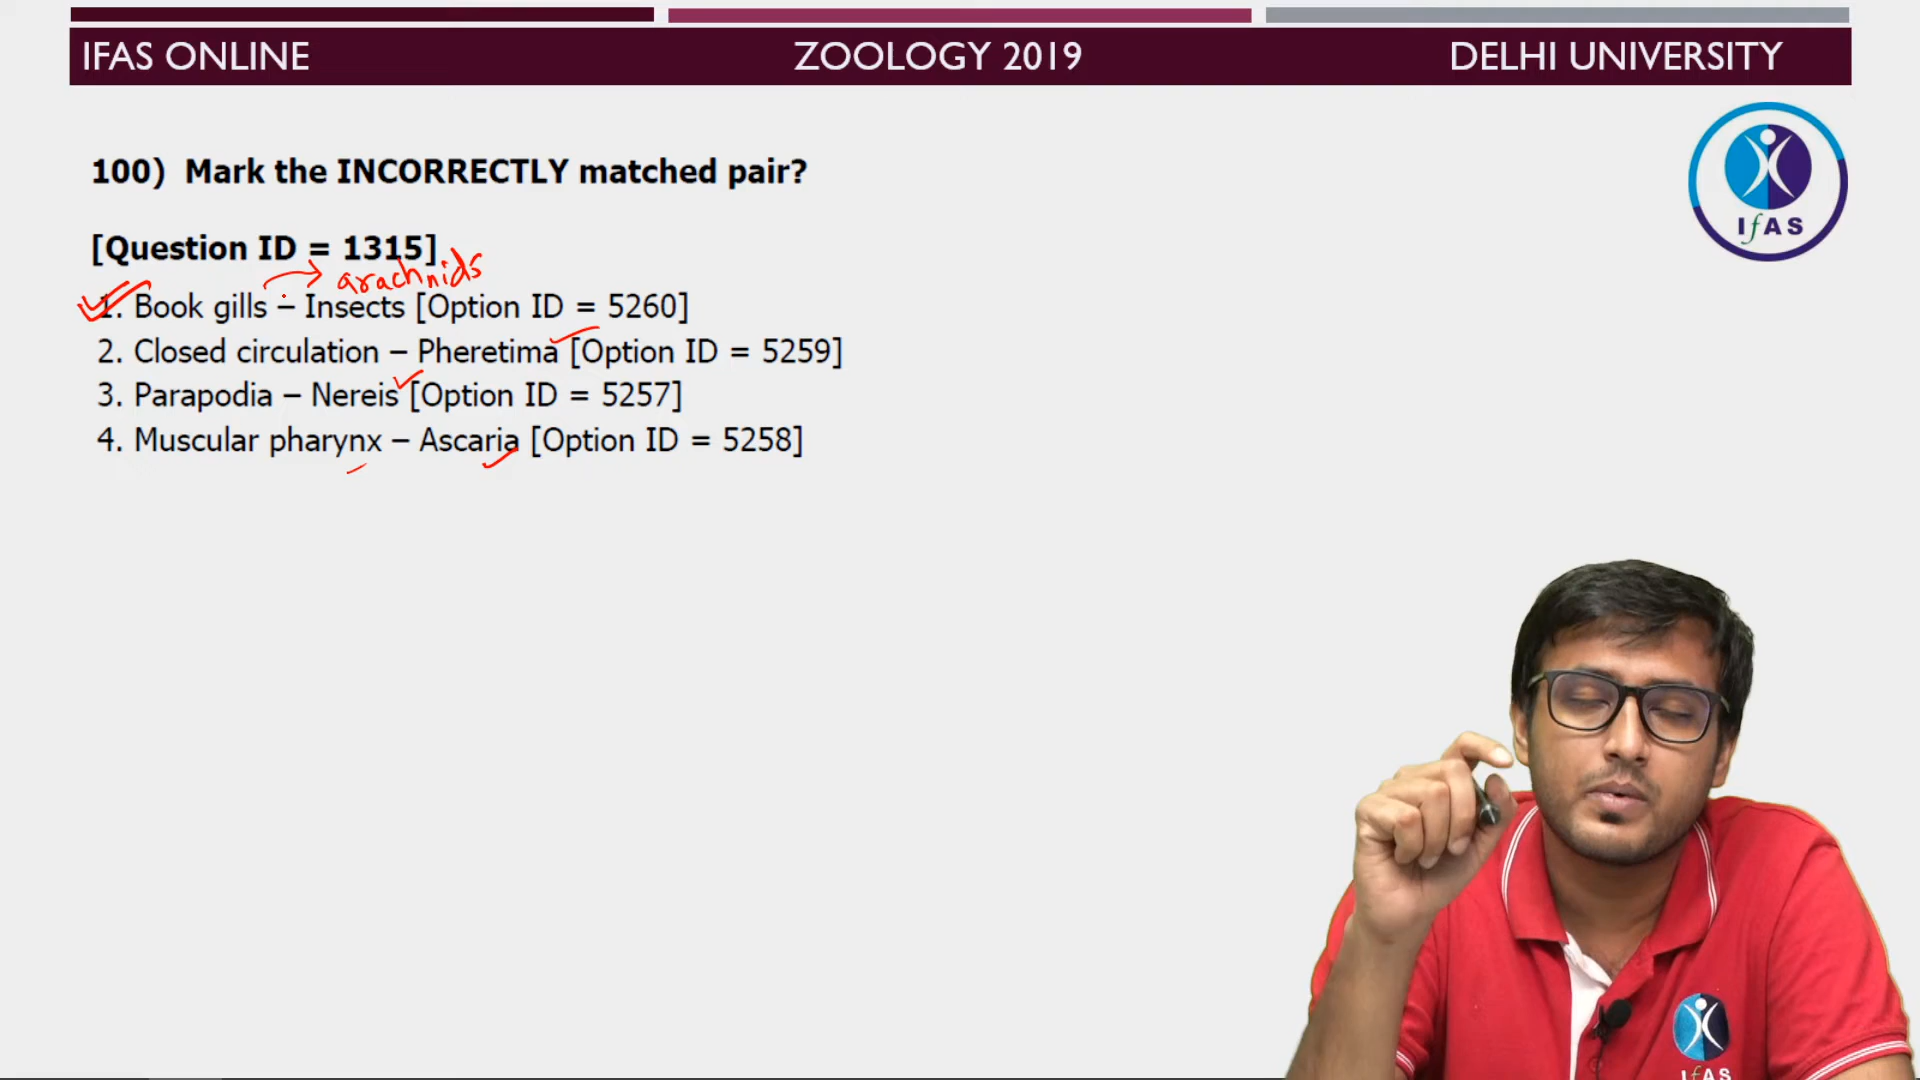 IFAS ONLINE ZOOLOGY 2019 DELHI UNIVERSITY
IfAS
100) Mark the INCORRECTLY matched pair?
[Question ID = 1315]
arachnids
1. Book gills – Insects [Option ID = 5260]
2. Closed circulation – Pheretima [Option ID = 5259]
3. Parapodia – Nereis [Option ID = 5257]
4. Muscular pharynx – Ascaria [Option ID = 5258]
IfAS